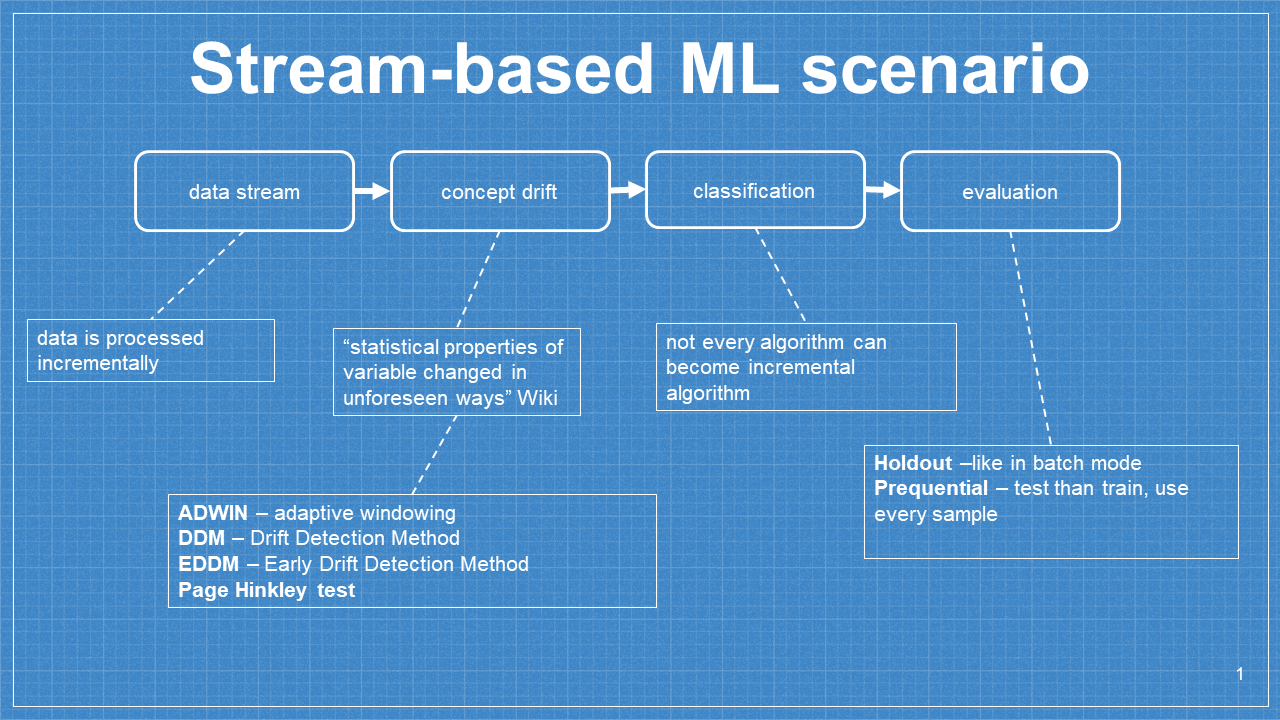 Stream-based ML scenario
data stream
concept drift
classification
evaluation
data is processed
incrementally
“statistical properties of
variable changed in
unforeseen ways” Wiki
not every algorithm can
become incremental
algorithm
Holdout –like in batch mode
Prequential – test than train, use
every sample
ADWIN – adaptive windowing
DDM – Drift Detection Method
EDDM – Early Drift Detection Method
Page Hinkley test
1